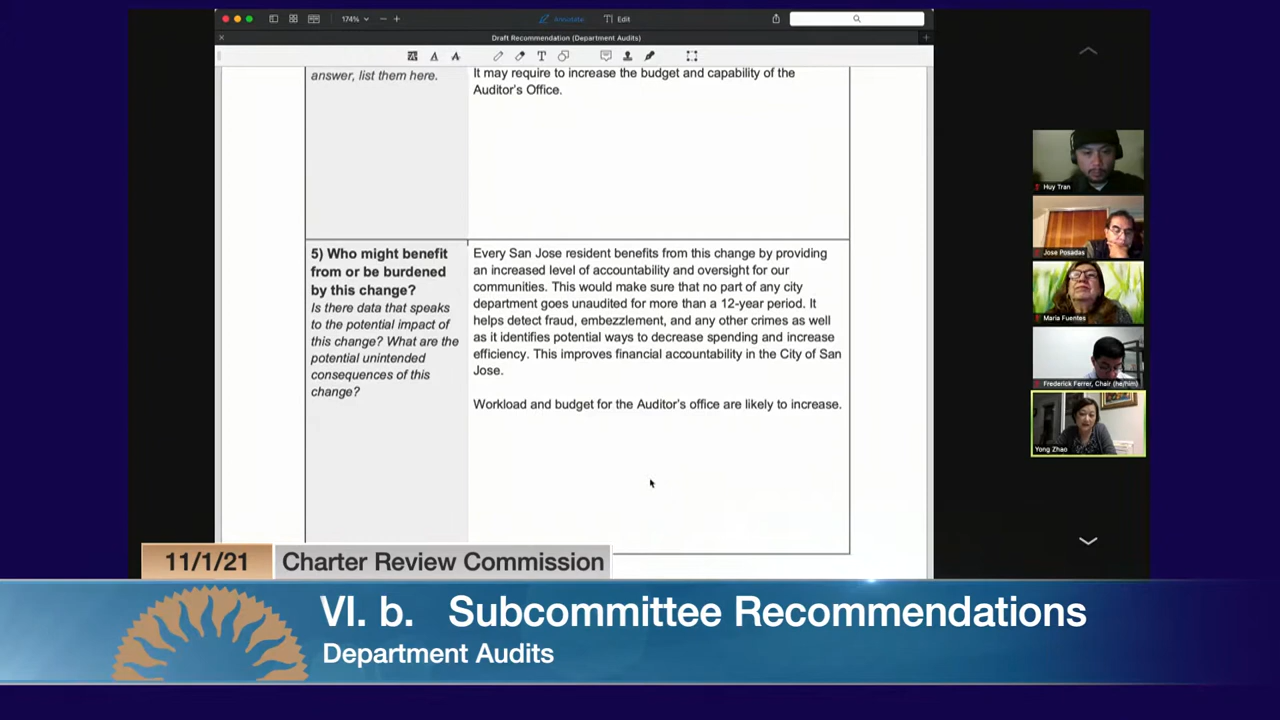 174%
Annotate
Edit
Draft Recommendation (Department Audits)
answer, list them here.
It may require to increase the budget and capability of the
Auditor's Office.
5) Who might benefit
from or be burdened
by this change?
Is there data that speaks
to the potential impact of
this change? What are the
potential unintended
consequences of this
change?
Every San Jose resident benefits from this change by providing
an increased level of accountability and oversight for our
communities. This would make sure that no part of any city
department goes unaudited for more than a 12-year period. It
helps detect fraud, embezzlement, and any other crimes as well
as it identifies potential ways to decrease spending and increase
efficiency. This improves financial accountability in the City of San
Jose.
Workload and budget for the Auditor's office are likely to increase.
Huy Tran
Jose Posadas
Maria Fuentes
Frederick Ferrer, Chair (he/him)
Yong Zhao
11/1/21
Charter Review Commission
VI. b. Subcommittee Recommendations
Department Audits